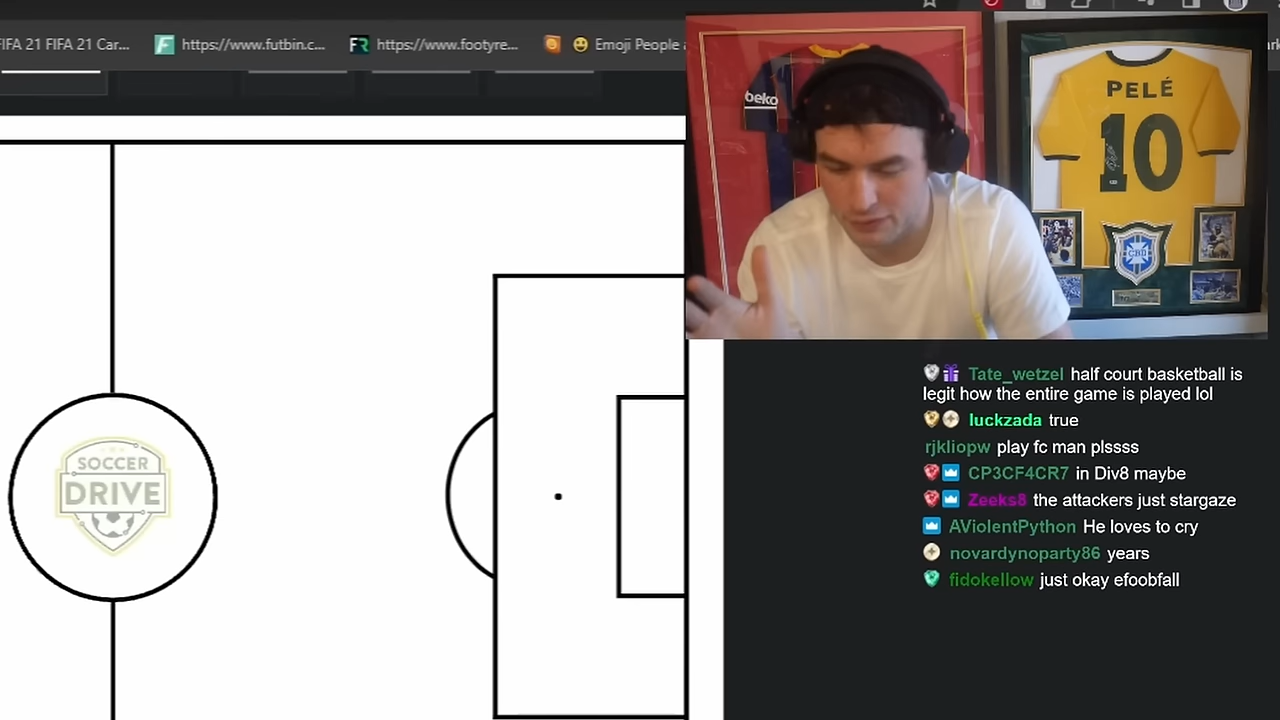 FIFA 21 FIFA 21 Car...
https://www.futbin.c...
FR
https://www.footyre...
Emoji People
beko
PELÉ
10
CBD
SOCCER
DRIVE
Tate_wetzel half court basketball is
legit how the entire game is played lol
luckzada true
rjkliopw play fc man plssss
CP3CF4CR7 in Div8 maybe
Zeeks8 the attackers just stargaze
AViolentPython He loves to cry
novardynoparty86 years
fidokellow just okay efoobfall